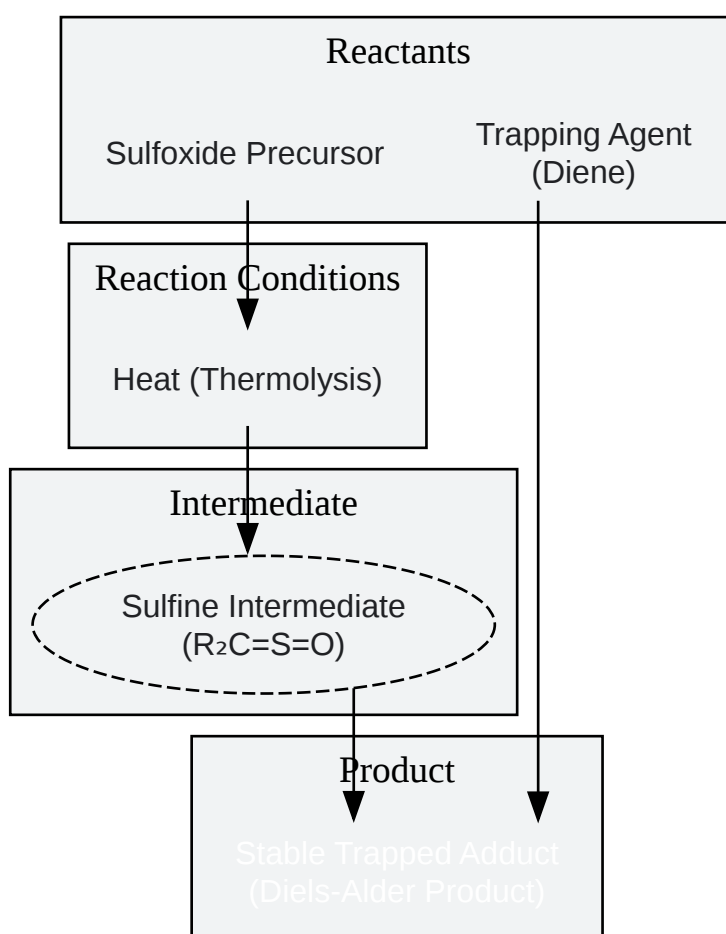 Reactants
Sulfoxide Precursor
Trapping Agent
(Diene)
Reaction Conditions
Heat (Thermolysis)
Intermediate
Sulfine Intermediate
(R₂C=S=O)
Product
Stable Trapped Adduct
(Diels-Alder Product)